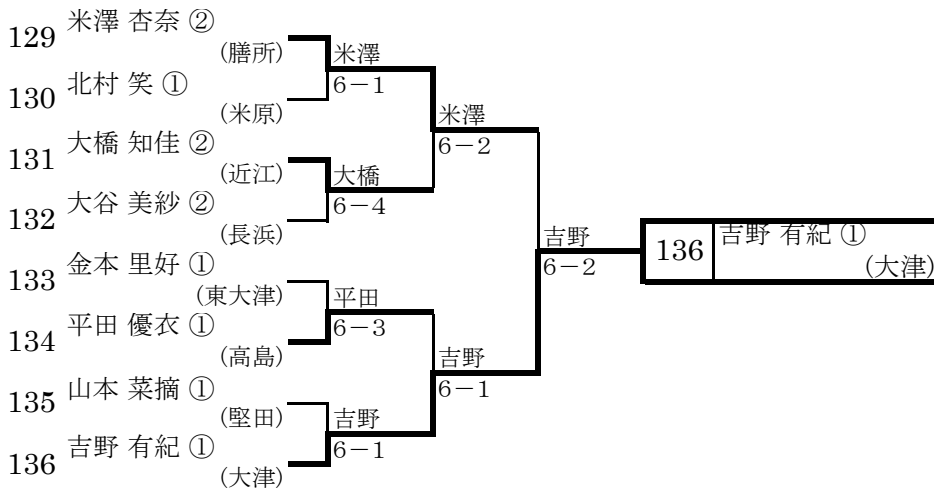 129 米澤 杏奈 ②
(膳所)
米澤
6－1
130 北村 笑 ①
(米原)
米澤
6－2
131 大橋 知佳 ②
(近江)
大橋
6－4
132 大谷 美紗 ②
(長浜)
吉野
6－2
136 吉野 有紀 ①
(大津)
133 金本 里好 ①
(東大津)
平田
6－3
134 平田 優衣 ①
(高島)
吉野
6－1
135 山本 菜摘 ①
(堅田)
吉野
6－1
136 吉野 有紀 ①
(大津)